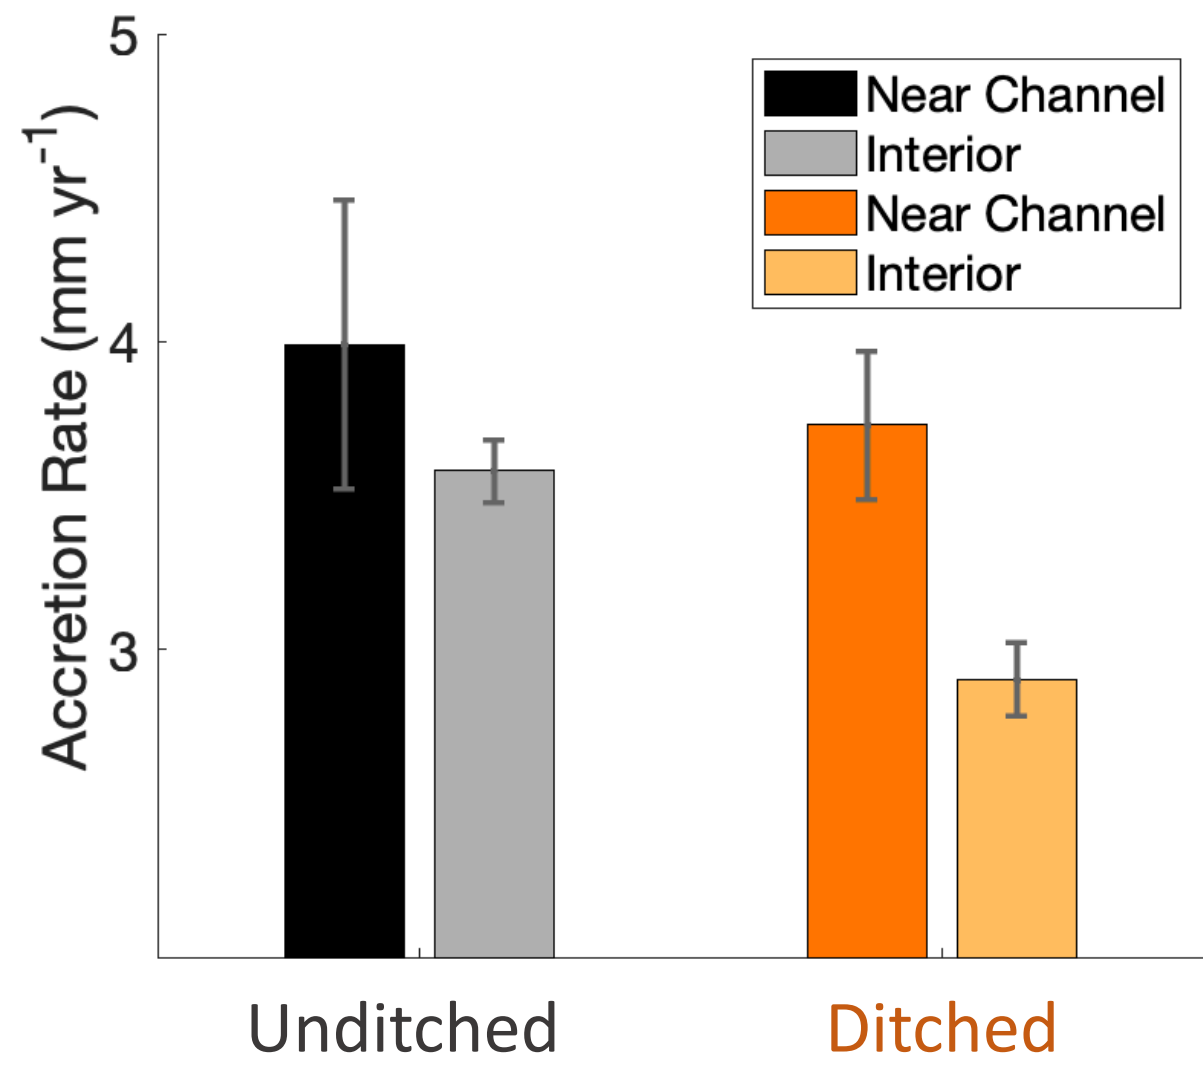 5
4
3
Accretion Rate (mm yr⁻¹)
Near Channel
Interior
Near Channel
Interior
Unditched
Ditched